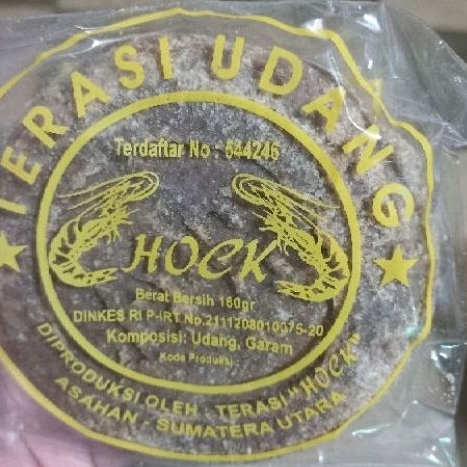 TERASI UDANG
Terdaftar No : 544246
HOCK
Berat Bersih 160gr
DINKES RI P-IRT No.2111208010075-20
Komposisi: Udang, Garam
Kode Produksi
DIPRODUKSI OLEH : TERASI "HOCK"
ASAHAN - SUMATERA UTARA